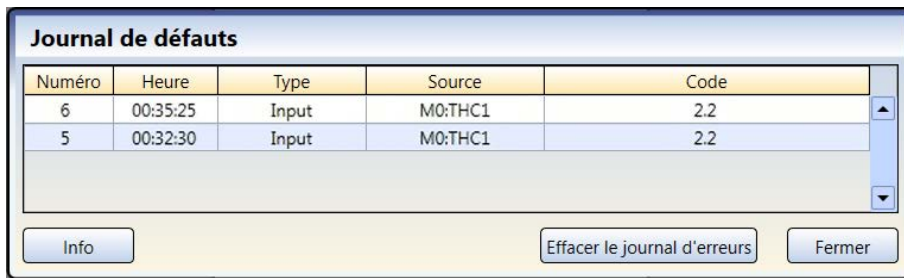 Journal de défauts
Numéro Heure Type Source Code
6 00:35:25 Input M0:THC1 2.2
5 00:32:30 Input M0:THC1 2.2
Info Effacer le journal d'erreurs Fermer